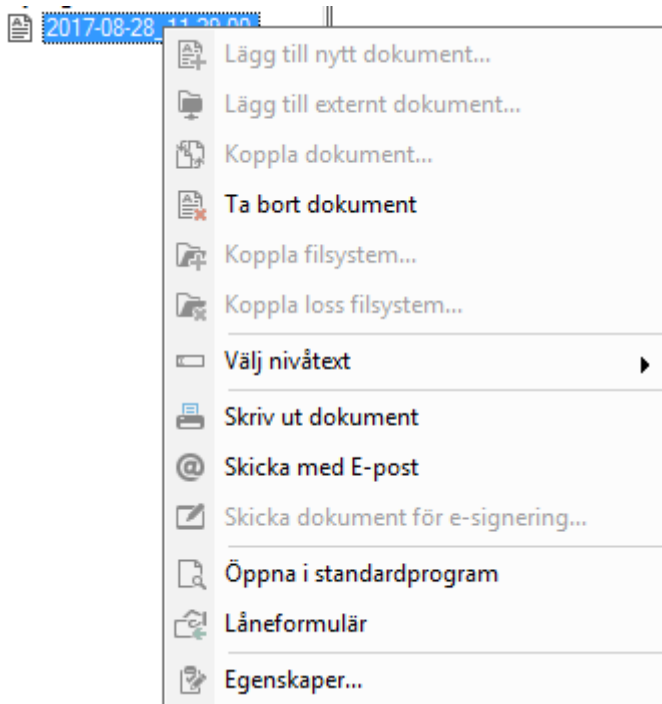 2017-08-28_11-29-00
Lägg till nytt dokument...
Lägg till externt dokument...
Koppla dokument...
Ta bort dokument
Koppla filsystem...
Koppla loss filsystem...
Välj nivåtext
Skriv ut dokument
Skicka med E-post
Skicka dokument för e-signering...
Öppna i standardprogram
Låneformulär
Egenskaper...